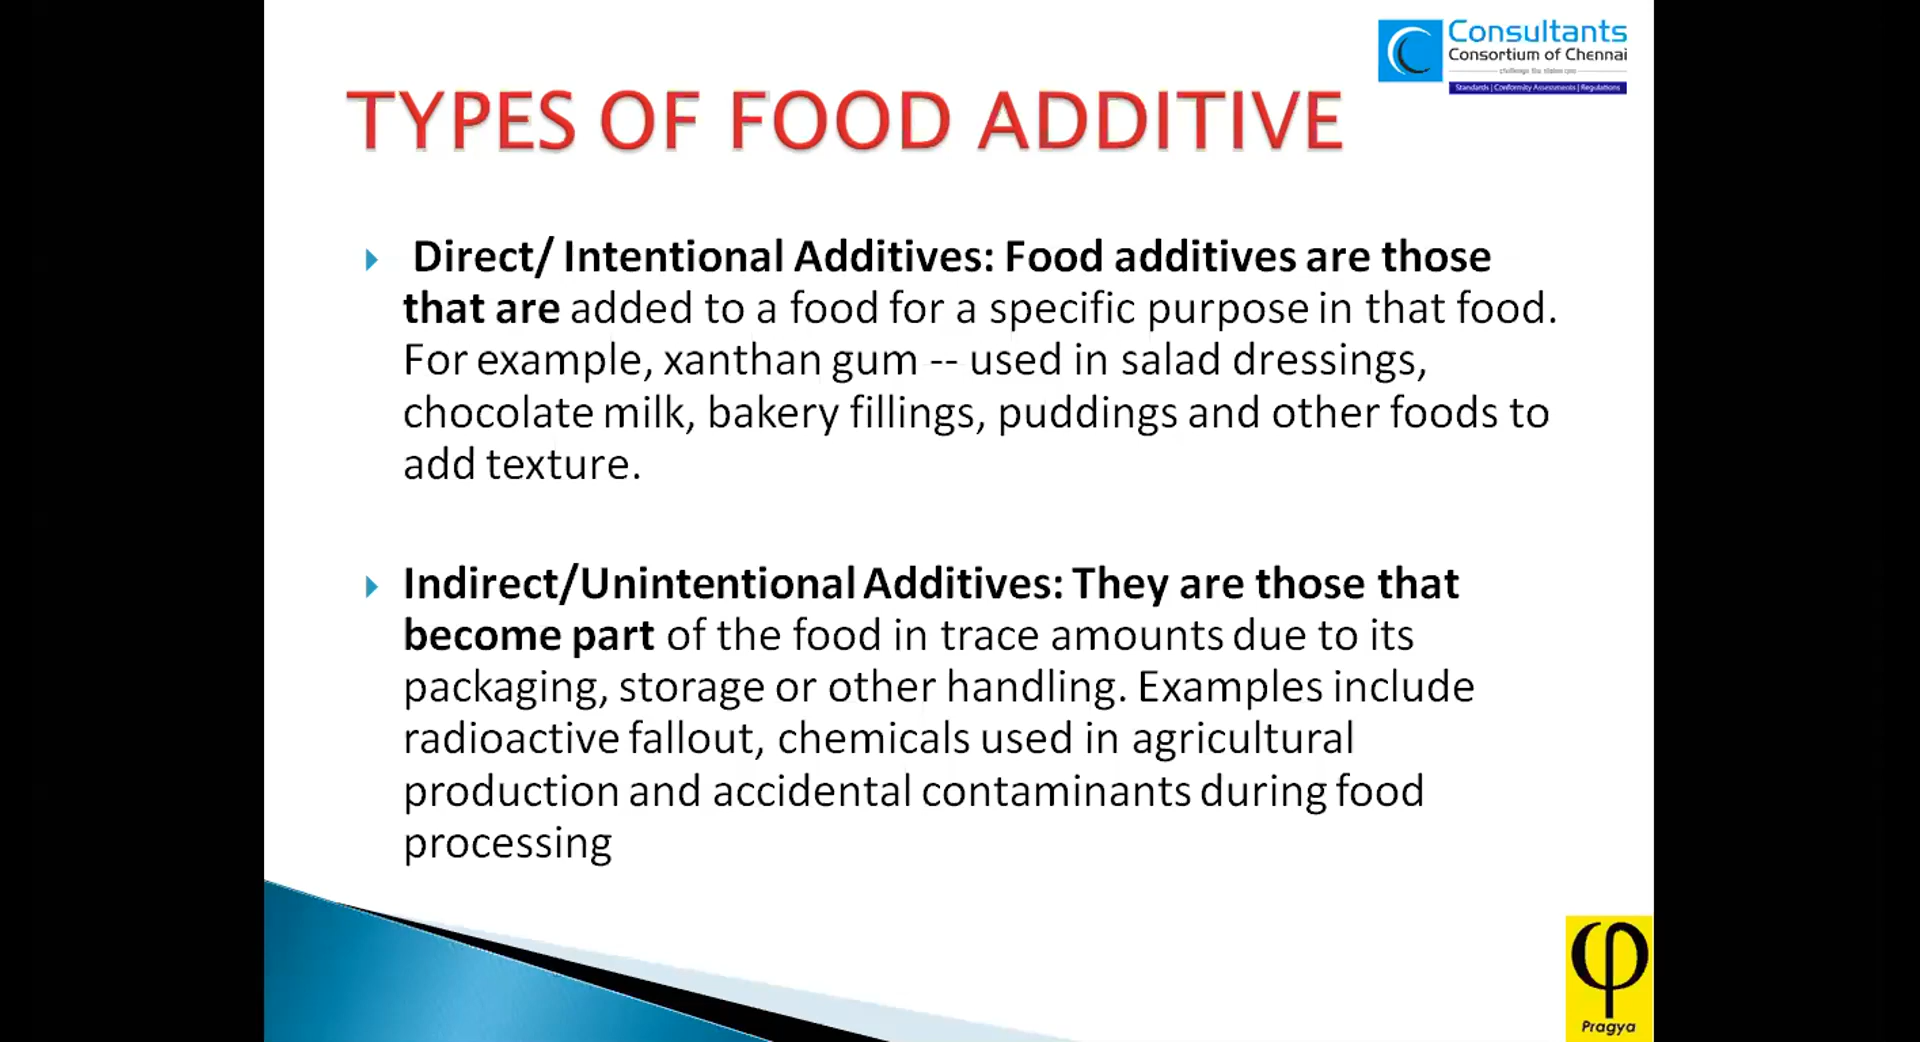 Consultants
Consortium of Chennai
Standards | Conformity Assessments | Regulations
TYPES OF FOOD ADDITIVE
Direct/ Intentional Additives: Food additives are those
that are added to a food for a specific purpose in that food.
For example, xanthan gum -- used in salad dressings,
chocolate milk, bakery fillings, puddings and other foods to
add texture.
Indirect/Unintentional Additives: They are those that
become part of the food in trace amounts due to its
packaging, storage or other handling. Examples include
radioactive fallout, chemicals used in agricultural
production and accidental contaminants during food
processing
Pragya